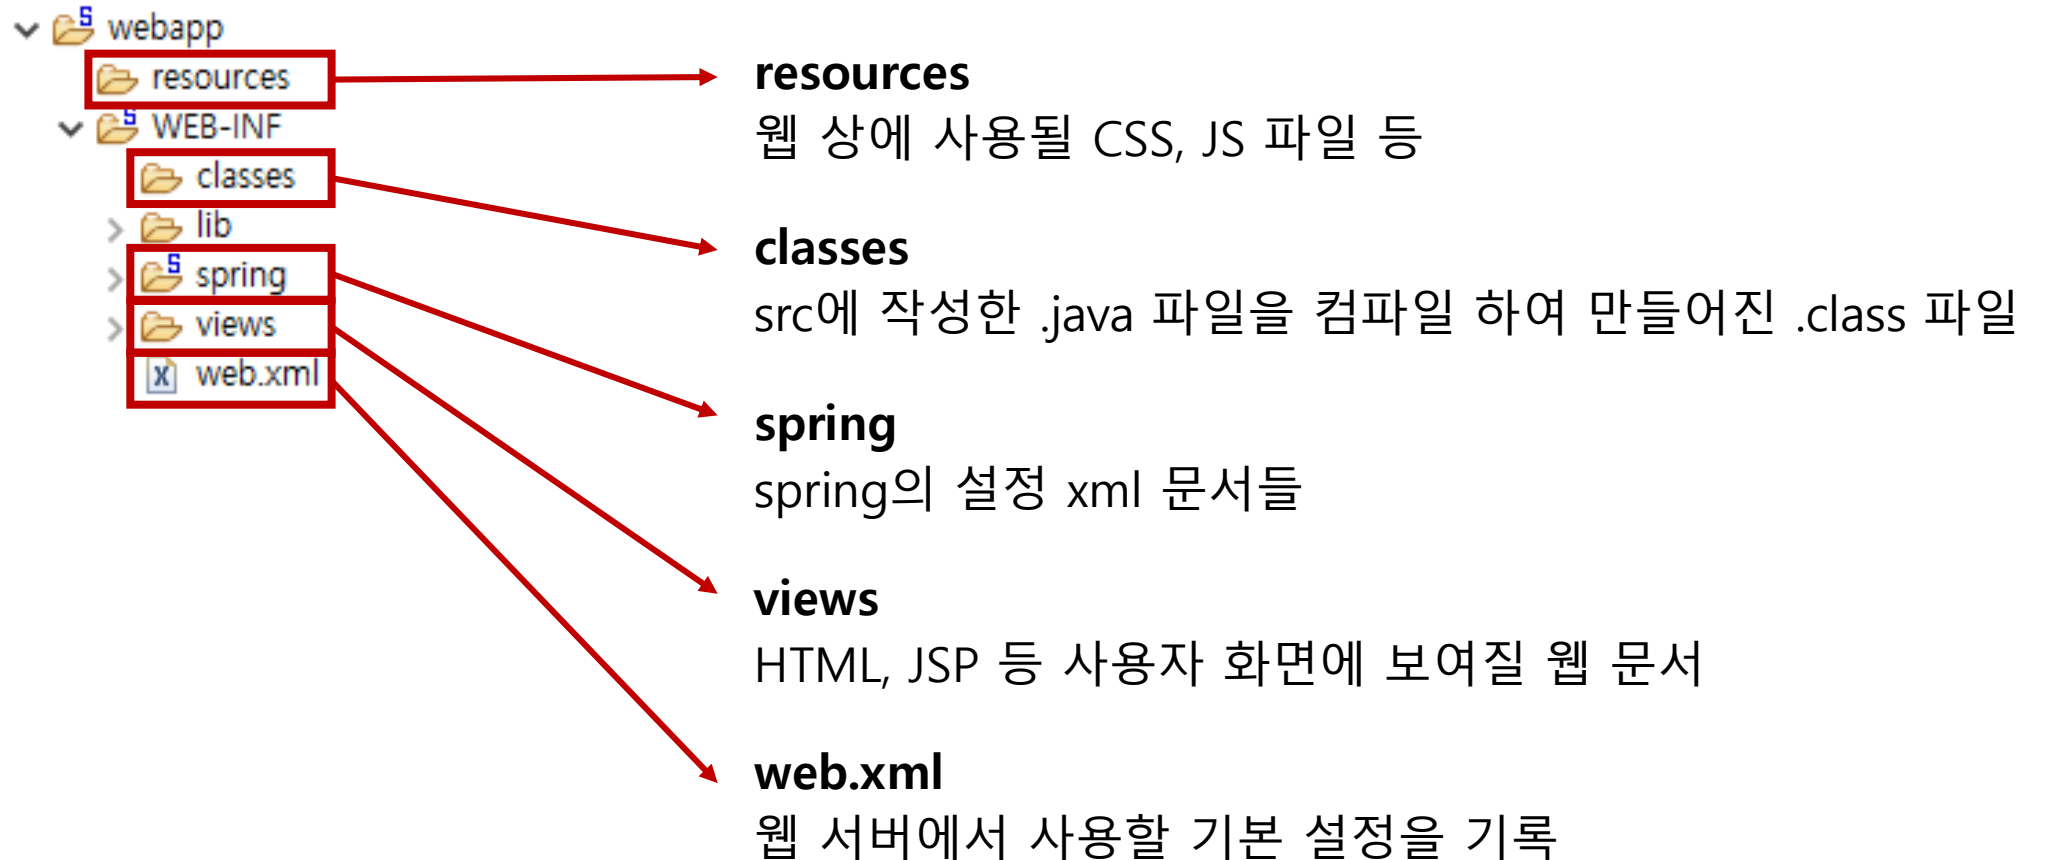 webapp
resources
WEB-INF
classes
lib
spring
views
web.xml
resources
웹 상에 사용될 CSS, JS 파일 등
classes
src에 작성한 .java 파일을 컴파일 하여 만들어진 .class 파일
spring
spring의 설정 xml 문서들
views
HTML, JSP 등 사용자 화면에 보여질 웹 문서
web.xml
웹 서버에서 사용할 기본 설정을 기록